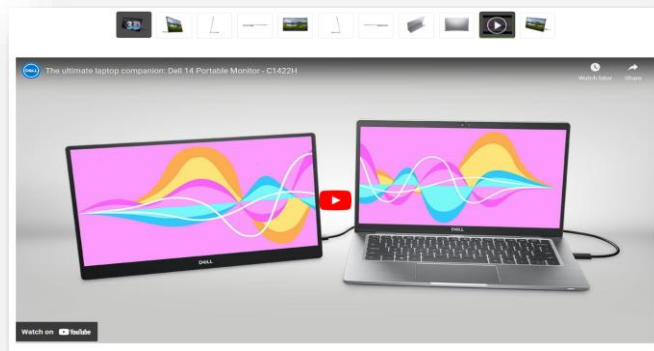 3D
DELL The ultimate laptop companion: Dell 14 Portable Monitor - C1422H
Watch later
Share
DELL
DELL
Watch on YouTube